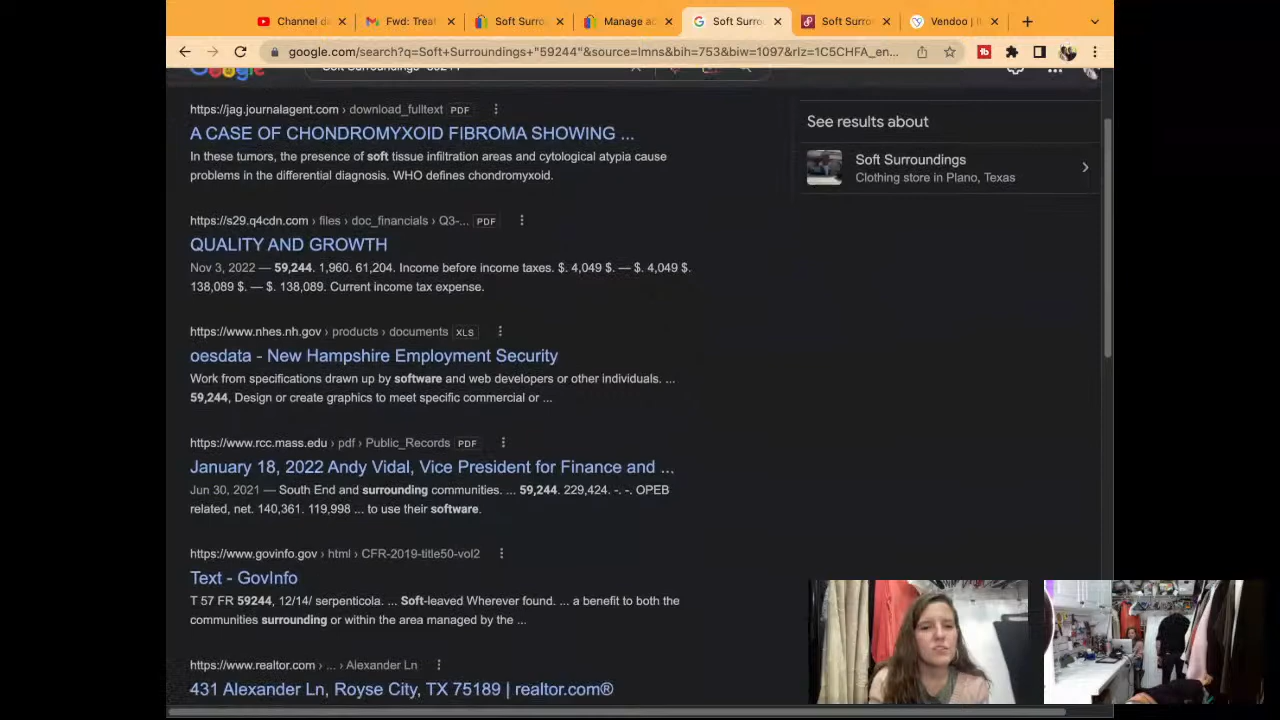 Channel da
Fwd: Treat
Soft Surro
Manage ac
Soft Surro
Soft Surro
Vendoo | I
google.com/search?q=Soft+Surroundings+"59244"&source=lmns&bih=753&biw=1097&rlz=1C5CHFA_en...
Google
https://jag.journalagent.com › download_fulltext PDF
A CASE OF CHONDROMYXOID FIBROMA SHOWING ...
In these tumors, the presence of soft tissue infiltration areas and cytological atypia cause
problems in the differential diagnosis. WHO defines chondromyxoid.
See results about
Soft Surroundings
Clothing store in Plano, Texas
https://s29.q4cdn.com › files › doc_financials › Q3-... PDF
QUALITY AND GROWTH
Nov 3, 2022 — 59,244. 1,960. 61,204. Income before income taxes. $. 4,049 $. — $. 4,049 $.
138,089 $. — $. 138,089. Current income tax expense.
https://www.nhes.nh.gov › products › documents XLS
oesdata - New Hampshire Employment Security
Work from specifications drawn up by software and web developers or other individuals. ...
59,244, Design or create graphics to meet specific commercial or ...
https://www.rcc.mass.edu › pdf › Public_Records PDF
January 18, 2022 Andy Vidal, Vice President for Finance and ...
Jun 30, 2021 — South End and surrounding communities. ... 59,244. 229,424. -. -. OPEB
related, net. 140,361. 119,998 ... to use their software.
https://www.govinfo.gov › html › CFR-2019-title50-vol2
Text - GovInfo
T 57 FR 59244, 12/14/ serpenticola. ... Soft-leaved Wherever found. ... a benefit to both the
communities surrounding or within the area managed by the ...
https://www.realtor.com › ... › Alexander Ln
431 Alexander Ln, Royse City, TX 75189 | realtor.com®